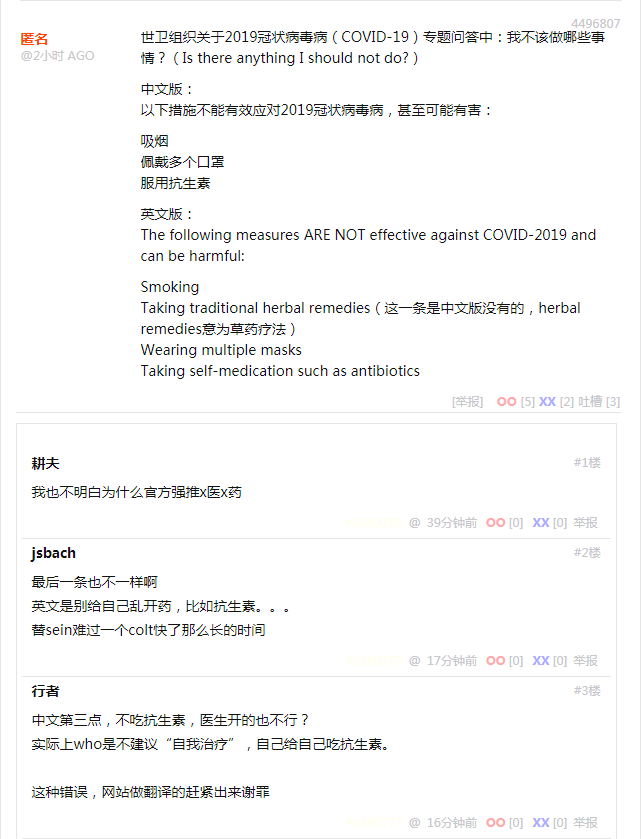 4496807
匿名
@2小时 AGO
世卫组织关于2019冠状病毒病（COVID-19）专题问答中：我不该做哪些事
情？（Is there anything I should not do?）
中文版：
以下措施不能有效应对2019冠状病毒病，甚至可能有害：
吸烟
佩戴多个口罩
服用抗生素
英文版：
The following measures ARE NOT effective against COVID-2019 and
can be harmful:
Smoking
Taking traditional herbal remedies（这一条是中文版没有的，herbal
remedies意为草药疗法）
Wearing multiple masks
Taking self-medication such as antibiotics
[举报] OO [5] XX [2] 吐槽 [3]
耕夫 #1楼
我也不明白为什么官方强推x医x药
@ 39分钟前 OO [0] XX [0] 举报
jsbach #2楼
最后一条也不一样啊
英文是别给自己乱开药，比如抗生素。。。
替sein难过一个colt快了那么长的时间
@ 17分钟前 OO [0] XX [0] 举报
行者 #3楼
中文第三点，不吃抗生素，医生开的也不行？
实际上who是不建议“自我治疗”，自己给自己吃抗生素。
这种错误，网站做翻译的赶紧出来谢罪
@ 16分钟前 OO [0] XX [0] 举报